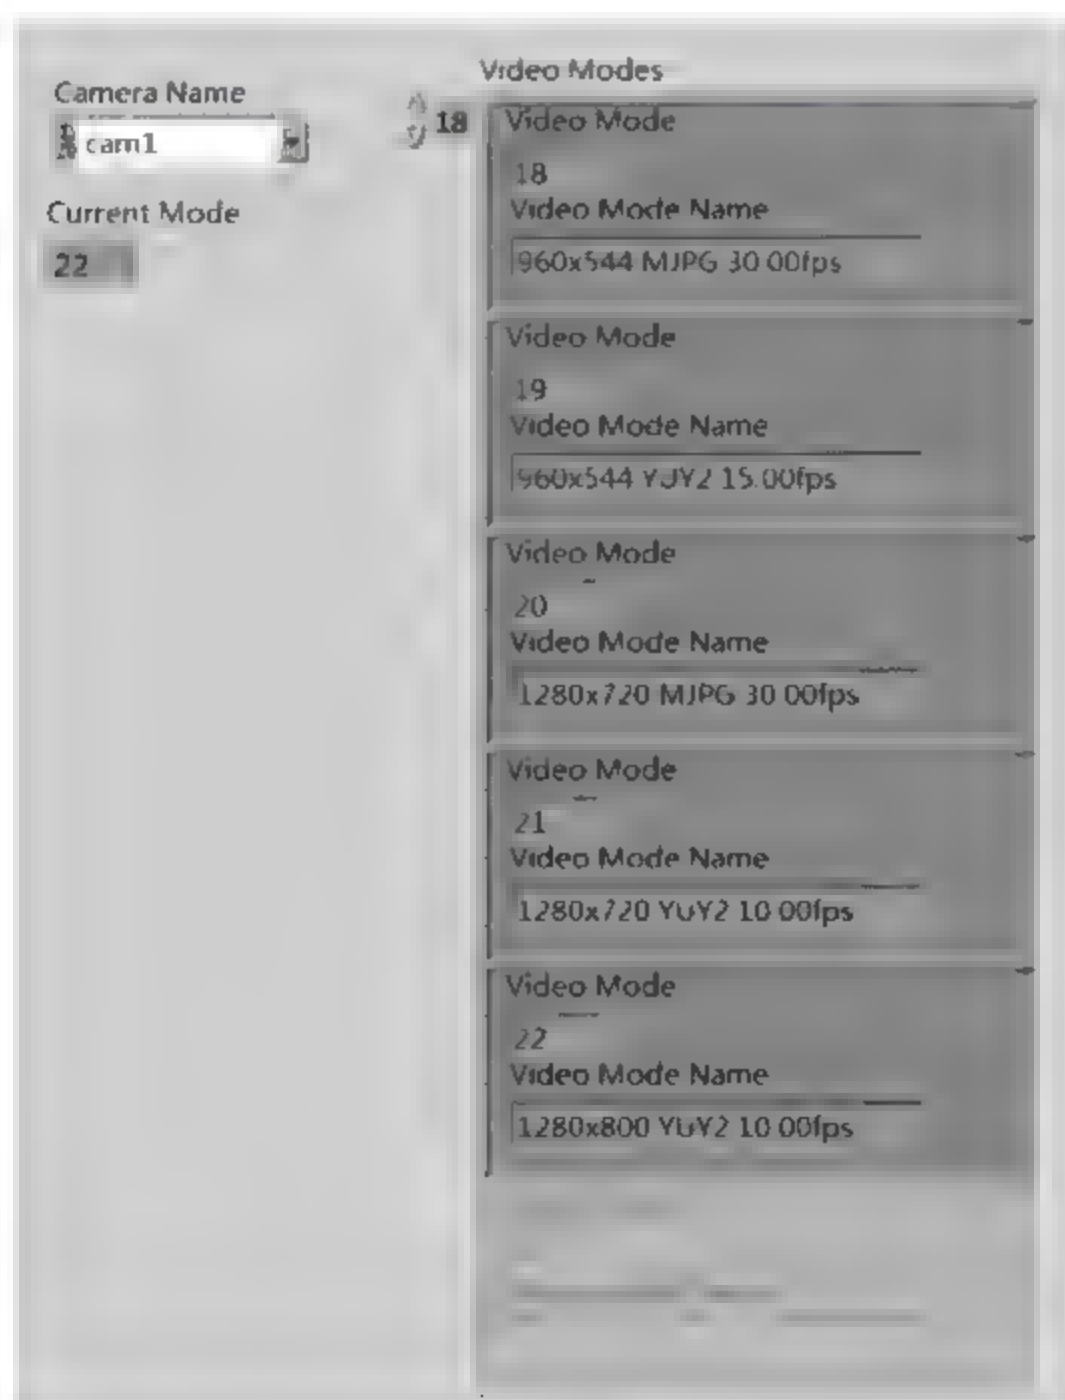 Camera Name
cam1
Current Mode
22
Video Modes
18
Video Mode
18
Video Mode Name
960x544 MJPG 30 00fps
Video Mode
19
Video Mode Name
960x544 YUY2 15.00fps
Video Mode
20
Video Mode Name
1280x720 MJPG 30 00fps
Video Mode
21
Video Mode Name
1280x720 YUY2 10 00fps
Video Mode
22
Video Mode Name
1280x800 YUY2 10 00fps